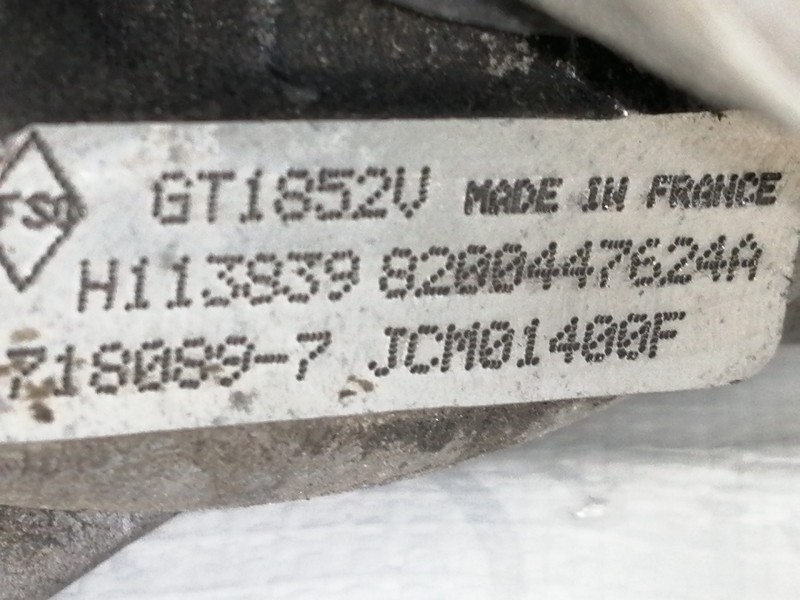 GT1852V MADE IN FRANCE
H113939 8200447624A
718089-7 JCM01400F